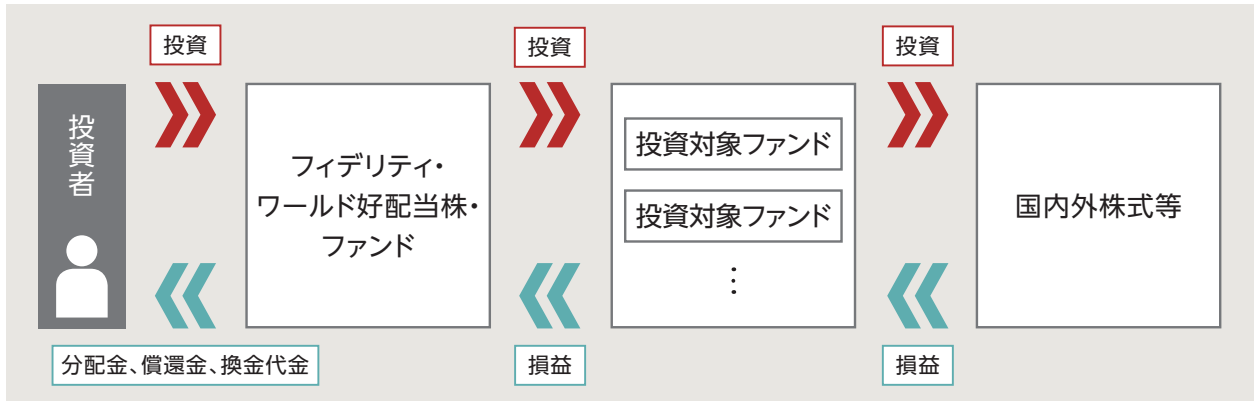 投資
投資
投資
投資者
フィデリティ・
ワールド好配当株・
ファンド
投資対象ファンド
投資対象ファンド
⋮
国内外株式等
分配金、償還金、換金代金
損益
損益